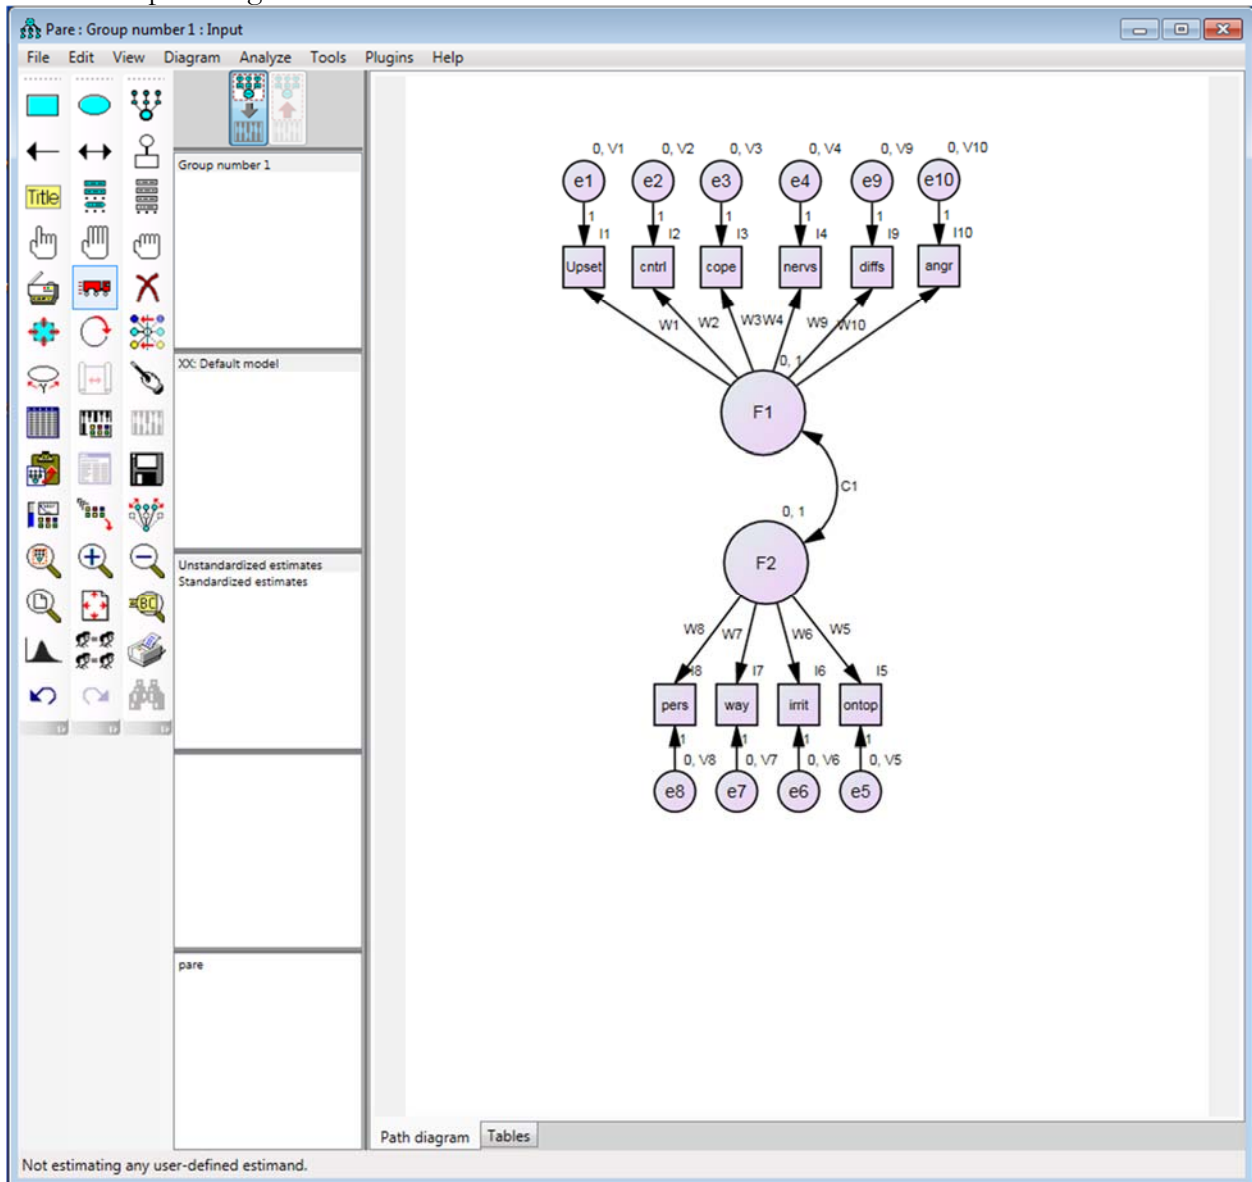 Pare : Group number 1 : Input
File Edit View Diagram Analyze Tools Plugins Help
Title
Group number 1
XX: Default model
Unstandardized estimates
Standardized estimates
pare
0, V1 0, V2 0, V3 0, V4 0, V9 0, V10
e1 e2 e3 e4 e9 e10
1 1 1 1 1 1
I1 I2 I3 I4 I9 I10
Upset cntrl cope nervs diffs angr
W1 W2 W3 W4 W9 W10
0, 1
F1
C1
0, 1
F2
W8 W7 W6 W5
I8 I7 I6 I5
pers way irrit ontop
1 1 1 1
0, V8 0, V7 0, V6 0, V5
e8 e7 e6 e5
Path diagram Tables
Not estimating any user-defined estimand.